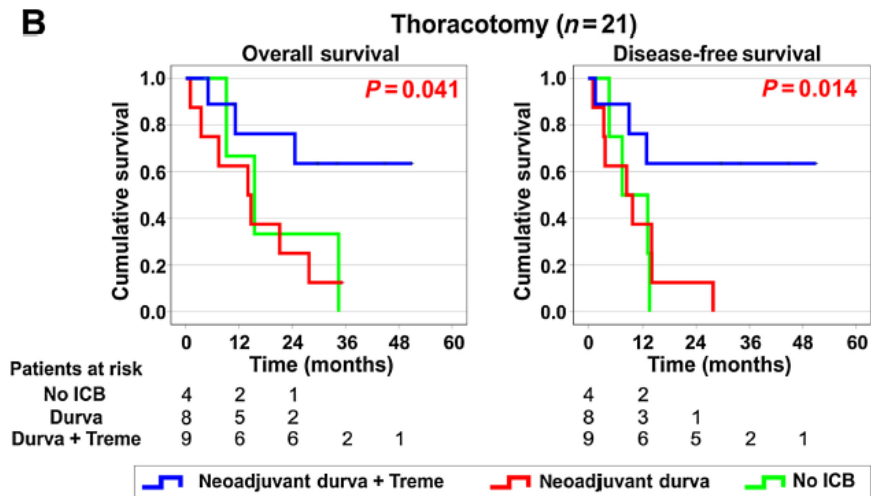 B
Thoracotomy (n=21)
Overall survival
Disease-free survival
P=0.041
P=0.014
Cumulative survival
1.0
0.8
0.6
0.4
0.2
0.0
Cumulative survival
1.0
0.8
0.6
0.4
0.2
0.0
0 12 24 36 48 60
0 12 24 36 48 60
Time (months)
Time (months)
Patients at risk
No ICB 4 2 1 4 2
Durva 8 5 2 8 3 1
Durva + Treme 9 6 6 2 1 9 6 5 2 1
Neoadjuvant durva + Treme Neoadjuvant durva No ICB